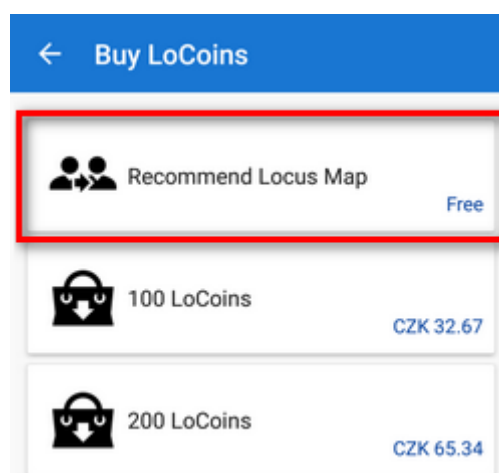 Buy LoCoins
Recommend Locus Map
Free
100 LoCoins
CZK 32.67
200 LoCoins
CZK 65.34